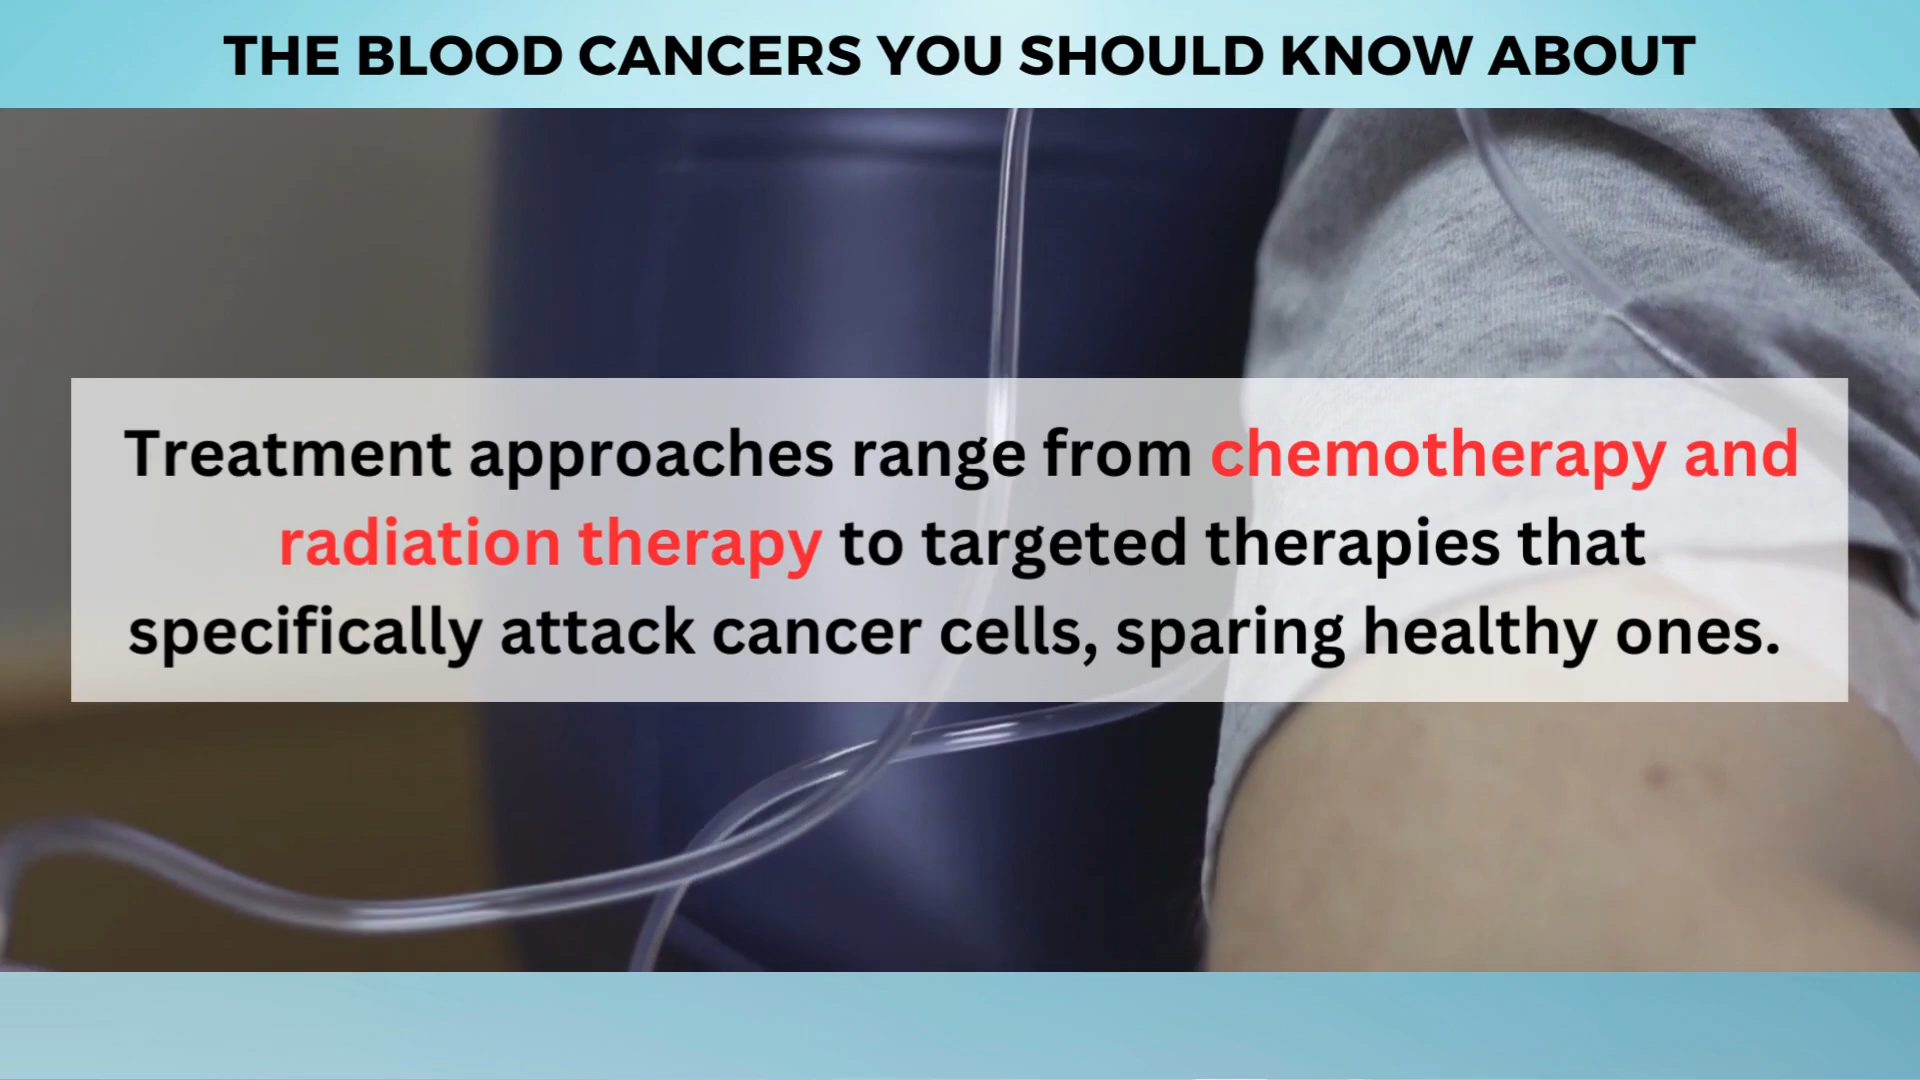 THE BLOOD CANCERS YOU SHOULD KNOW ABOUT
Treatment approaches range from chemotherapy and
radiation therapy to targeted therapies that
specifically attack cancer cells, sparing healthy ones.